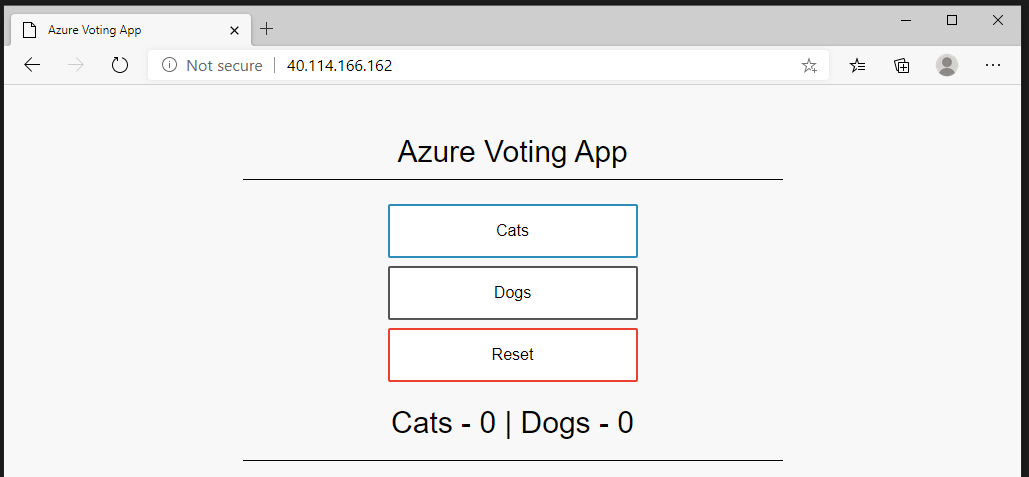 Azure Voting App
Not secure | 40.114.166.162
Azure Voting App
Cats
Dogs
Reset
Cats - 0 | Dogs - 0